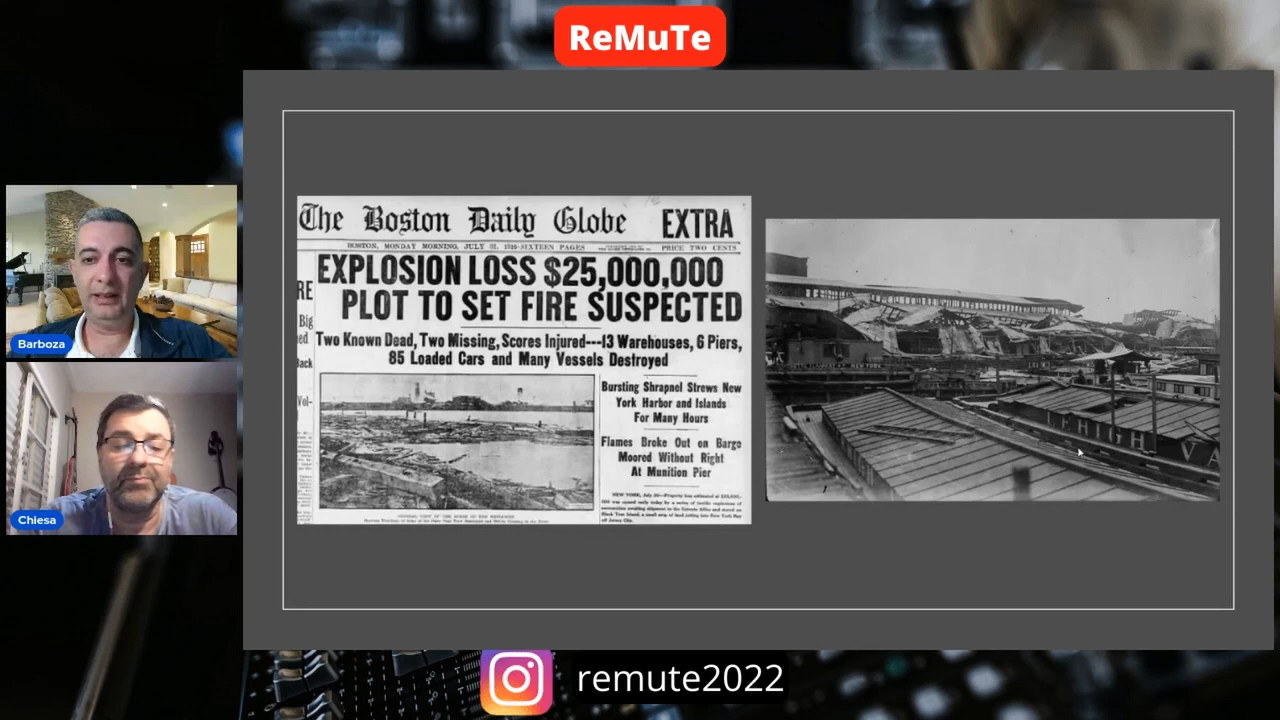 ReMuTe
Barboza
Chiesa
The Boston Daily Globe EXTRA
BOSTON, MONDAY MORNING, JULY 31, 1916—SIXTEEN PAGES
PRICE TWO CENTS
EXPLOSION LOSS $25,000,000
PLOT TO SET FIRE SUSPECTED
Two Known Dead, Two Missing, Scores Injured---13 Warehouses, 6 Piers,
85 Loaded Cars and Many Vessels Destroyed
Bursting Shrapnel Strews New
York Harbor and Islands
For Many Hours
Flames Broke Out on Barge
Moored Without Right
At Munition Pier
RE
Big
Vol-
remute2022